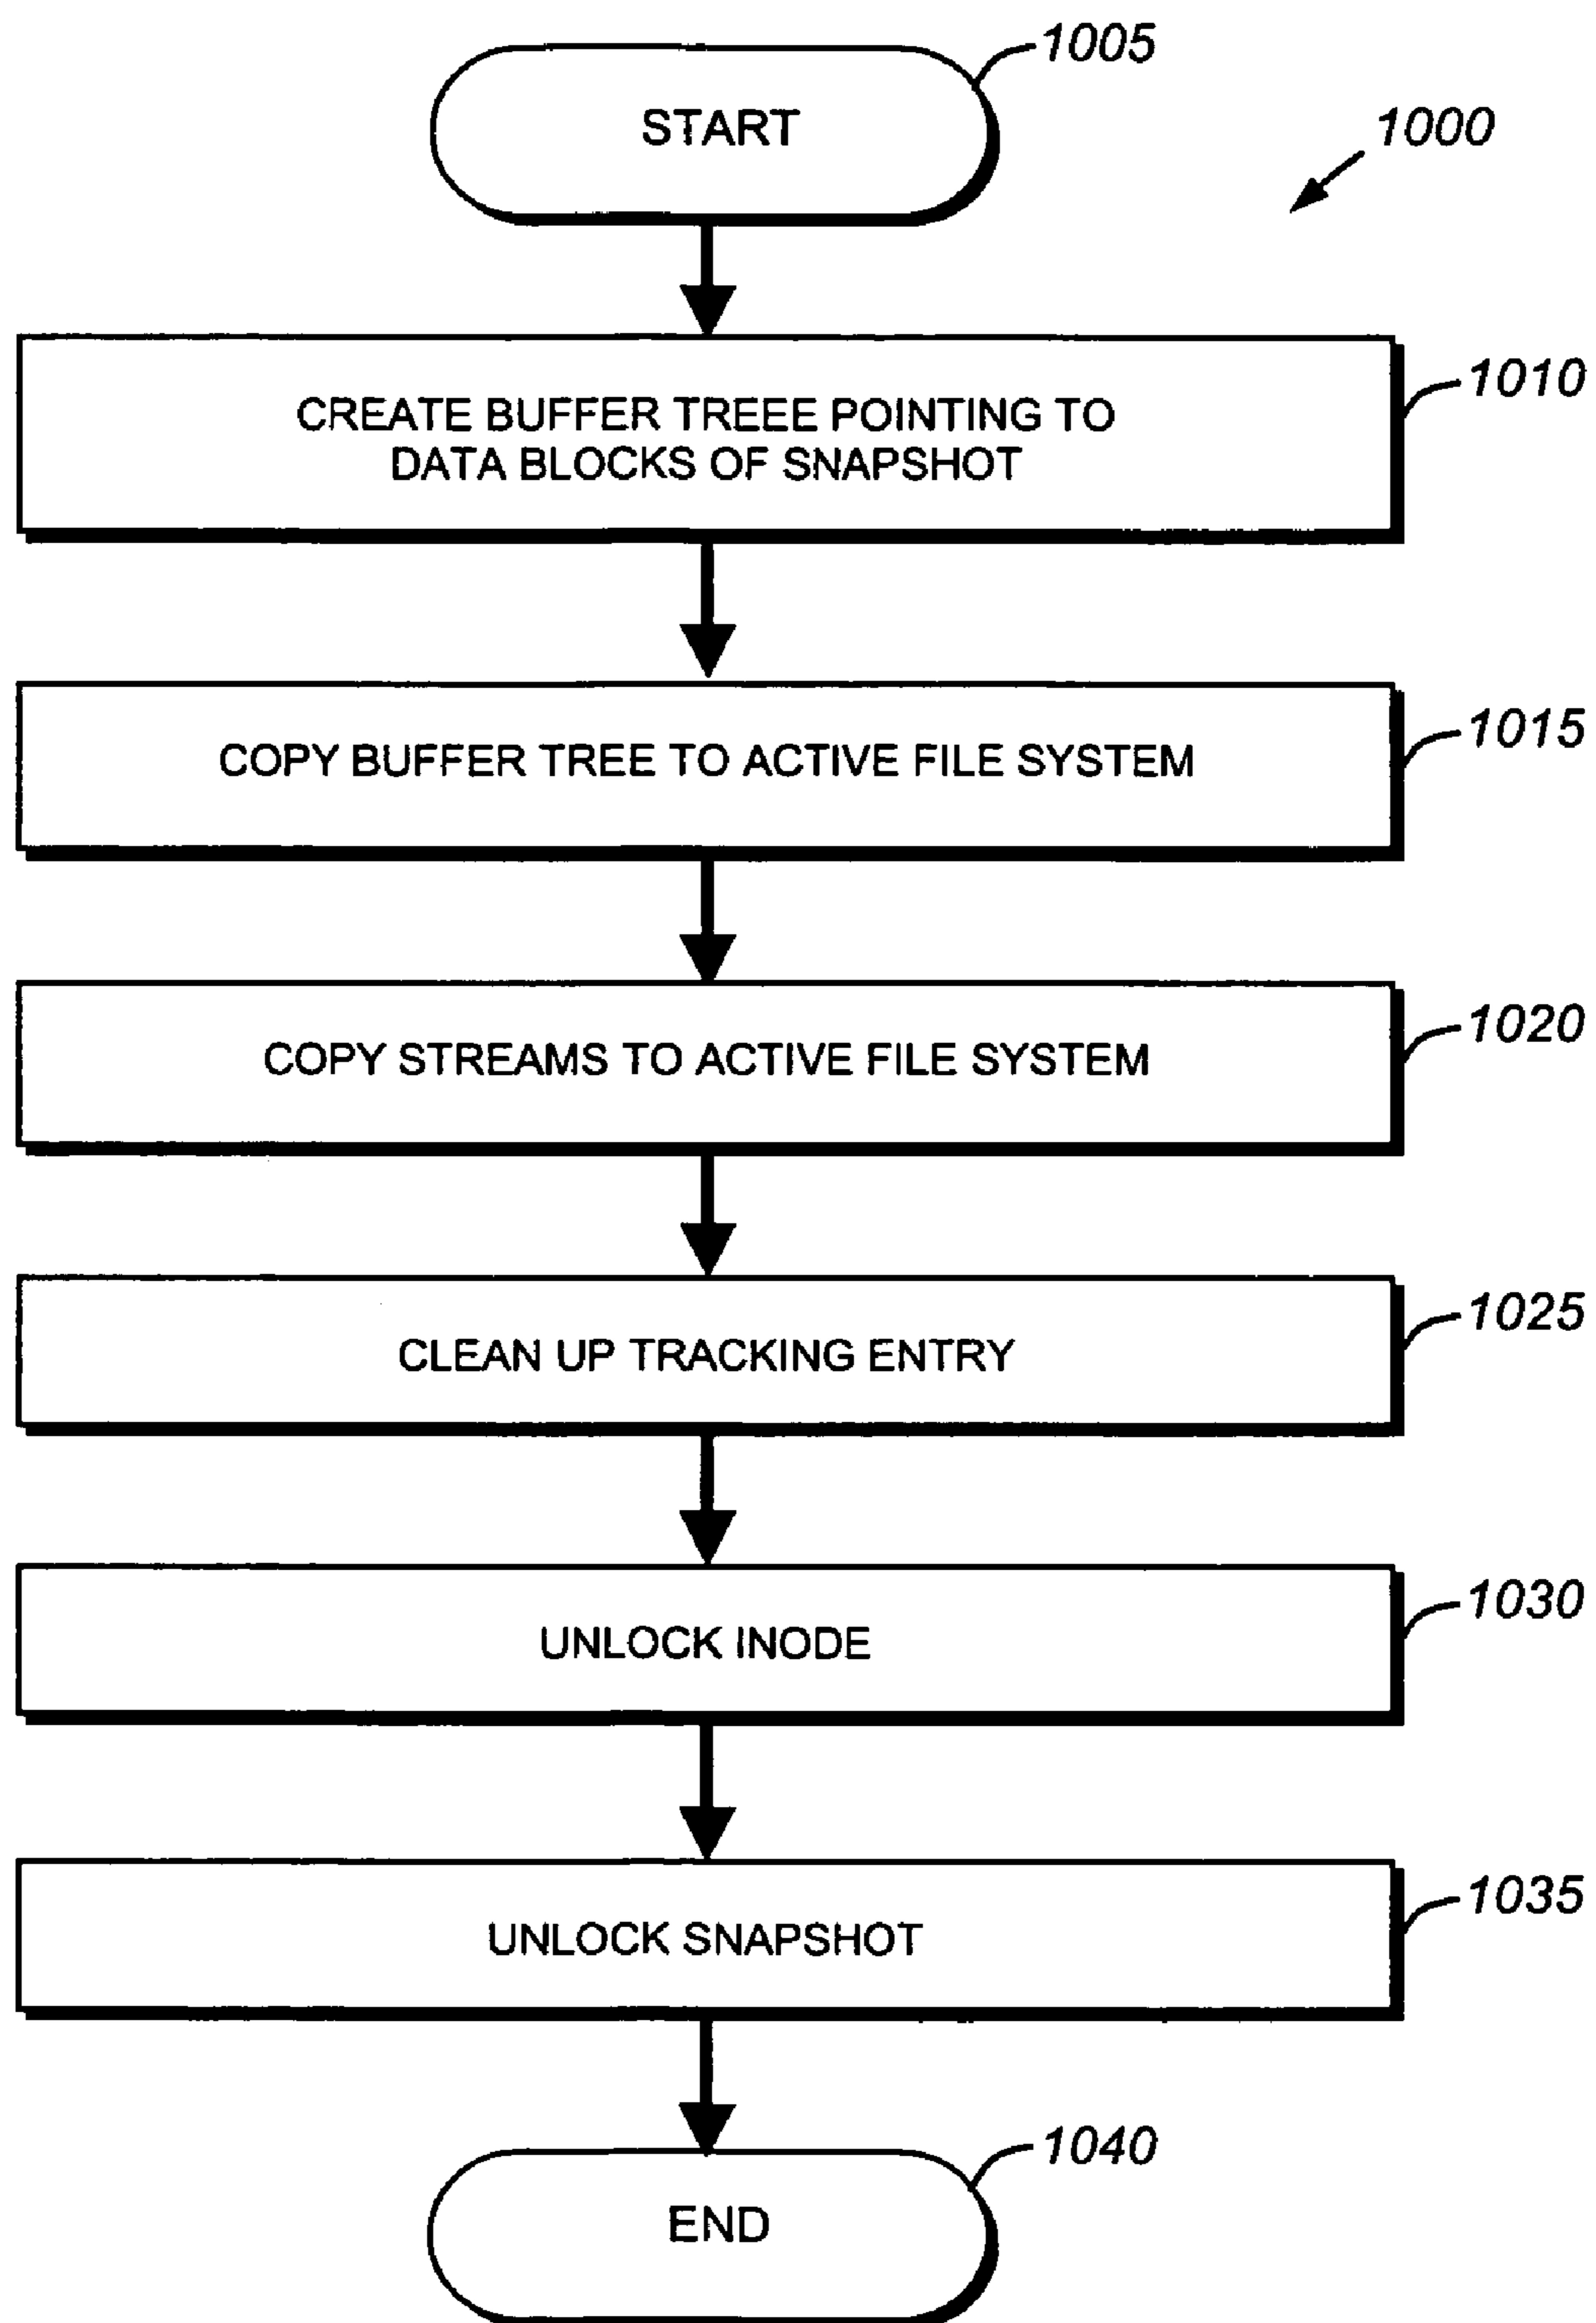 1005
START
1000
1010
CREATE BUFFER TREEE POINTING TO
DATA BLOCKS OF SNAPSHOT
1015
COPY BUFFER TREE TO ACTIVE FILE SYSTEM
1020
COPY STREAMS TO ACTIVE FILE SYSTEM
1025
CLEAN UP TRACKING ENTRY
1030
UNLOCK INODE
1035
UNLOCK SNAPSHOT
1040
END